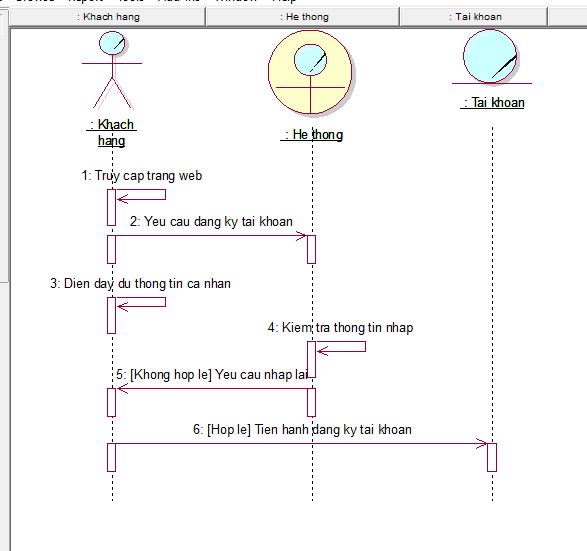 : Khach hang
: He thong
: Tai khoan
: Khach
hang
: He thong
: Tai khoan
1: Truy cap trang web
2: Yeu cau dang ky tai khoan
3: Dien day du thong tin ca nhan
4: Kiem tra thong tin nhap
5: [Khong hop le] Yeu cau nhap lai
6: [Hop le] Tien hanh dang ky tai khoan